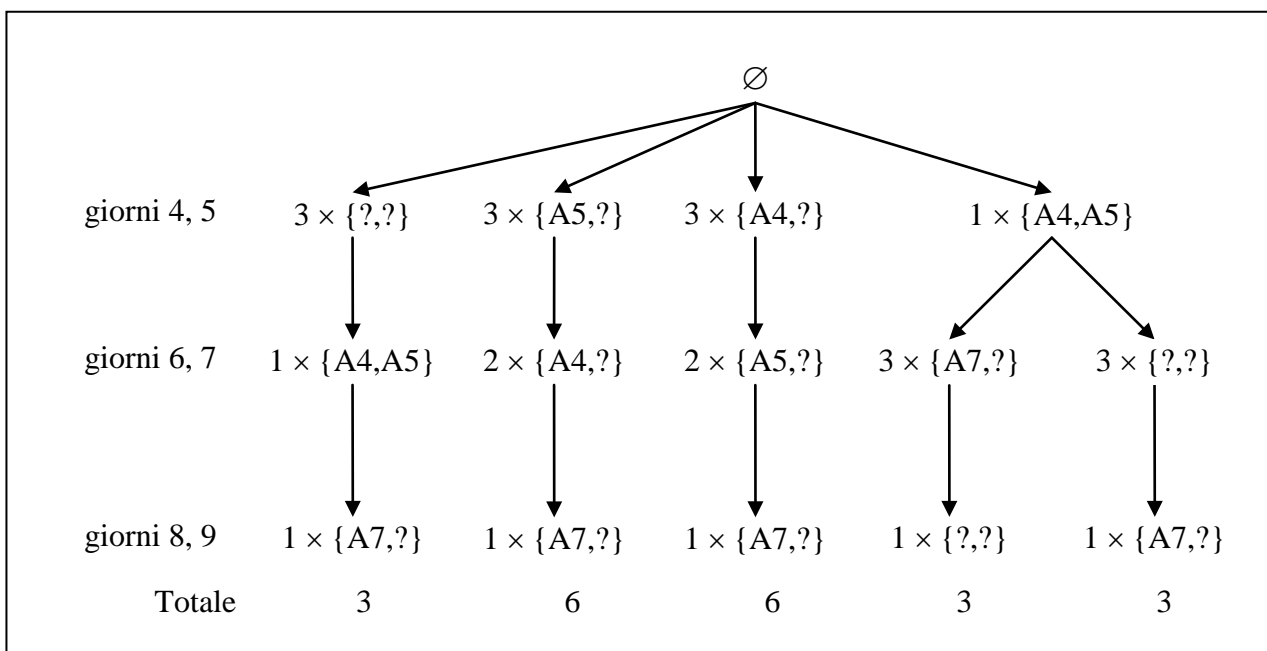 ∅
giorni 4, 5 3 × {?,?} 3 × {A5,?} 3 × {A4,?} 1 × {A4,A5}
giorni 6, 7 1 × {A4,A5} 2 × {A4,?} 2 × {A5,?} 3 × {A7,?} 3 × {?,?}
giorni 8, 9 1 × {A7,?} 1 × {A7,?} 1 × {A7,?} 1 × {?,?} 1 × {A7,?}
Totale 3 6 6 3 3